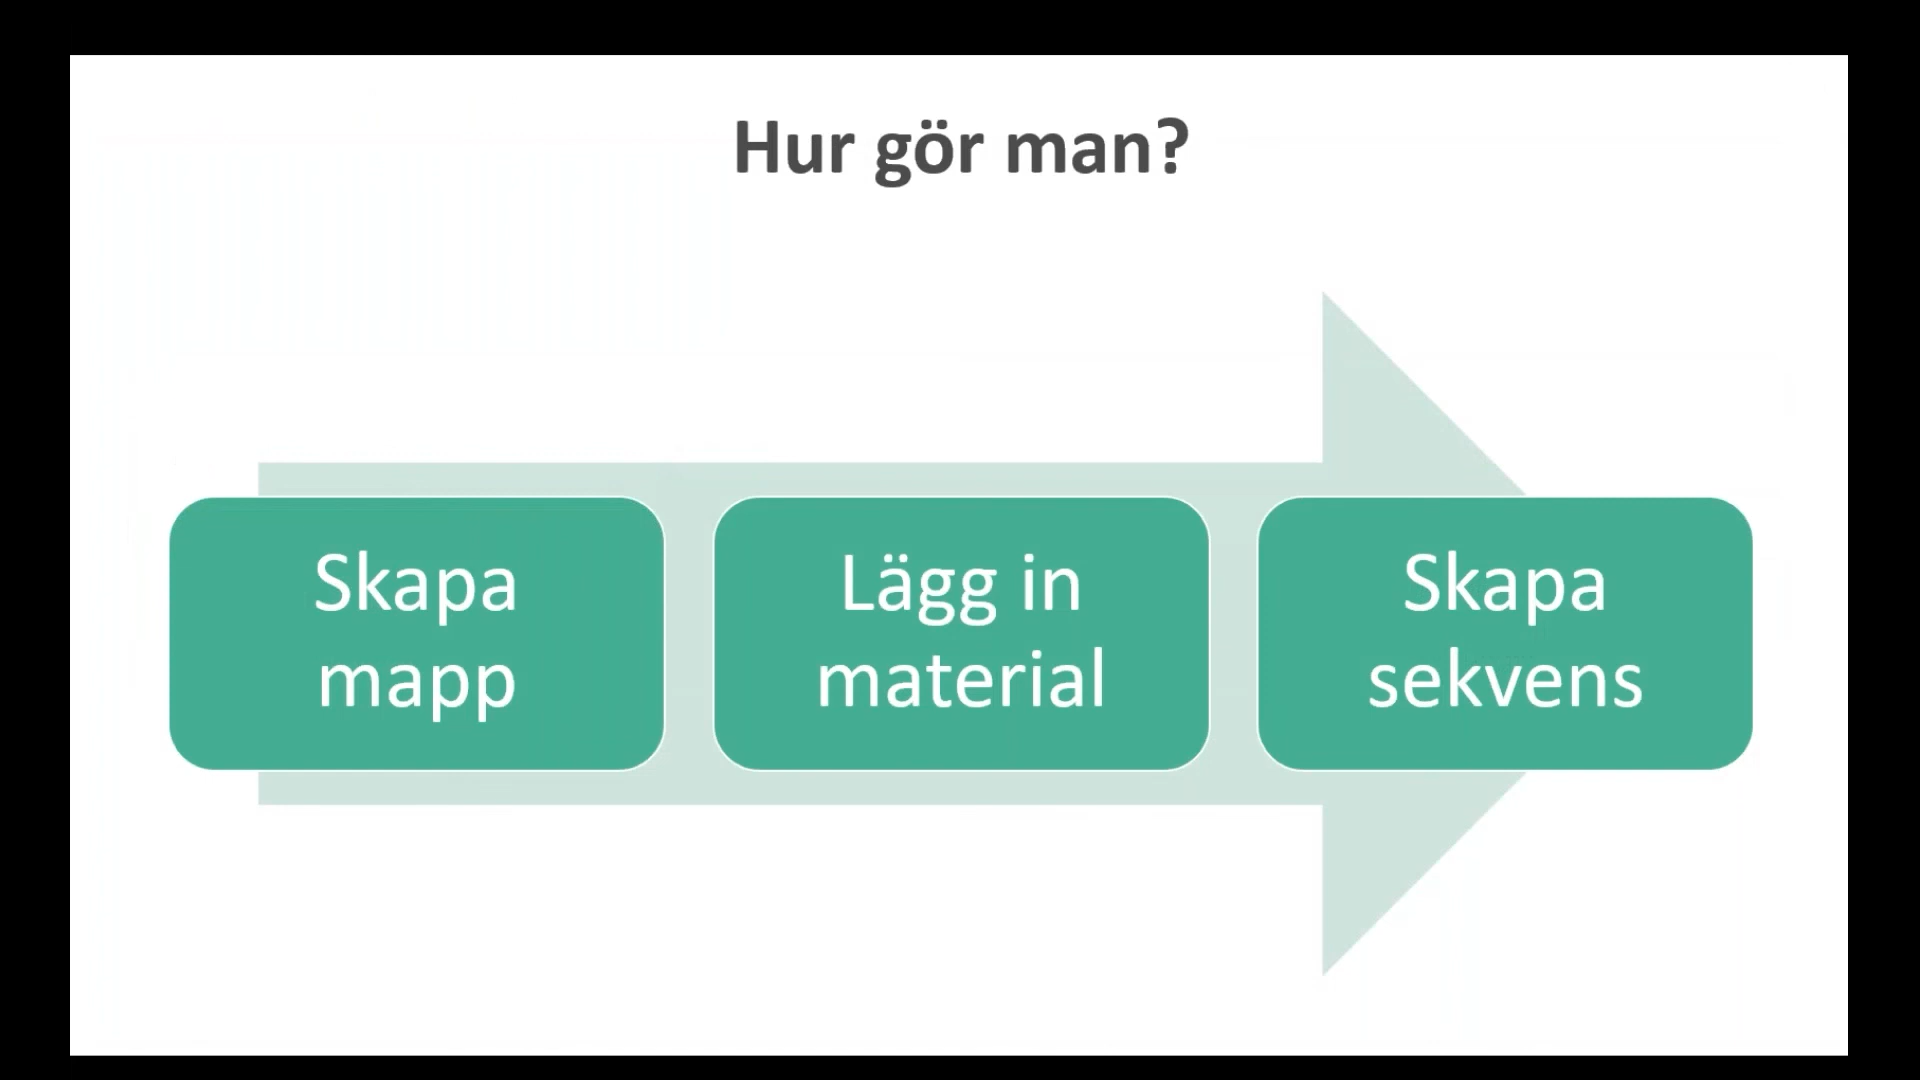 Hur gör man?
Skapa
mapp
Lägg in
material
Skapa
sekvens